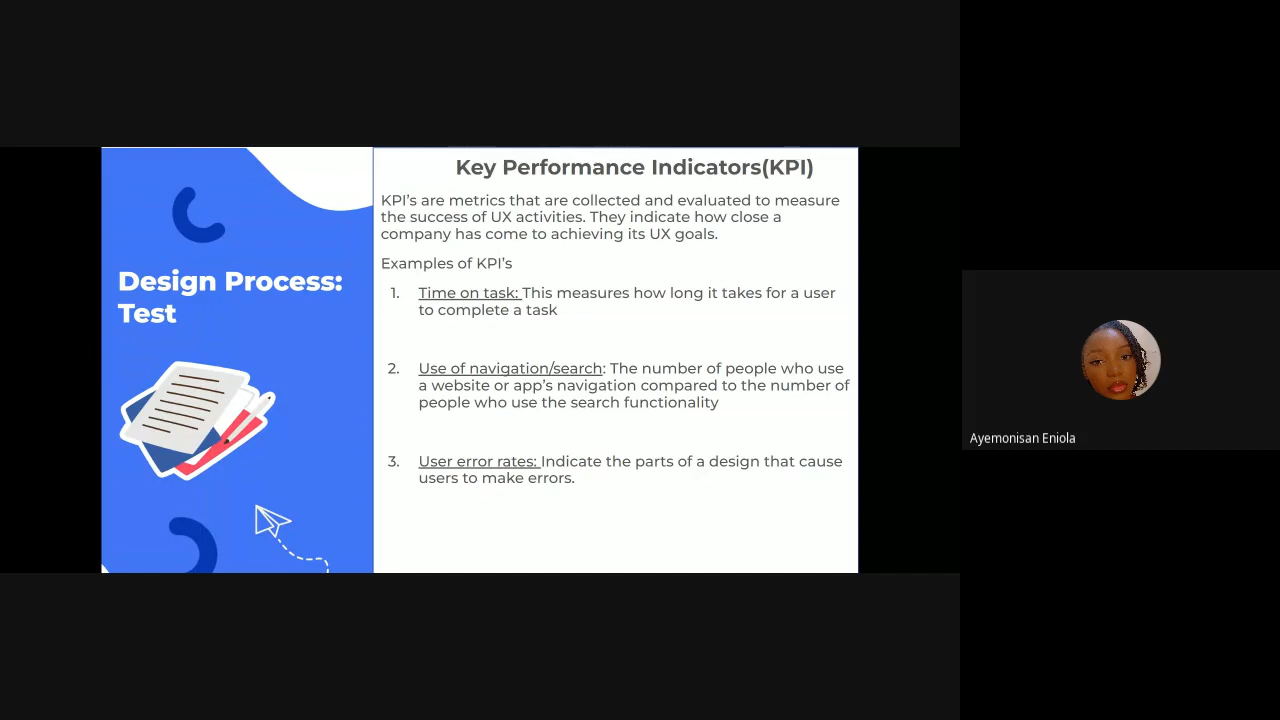 Design Process:
Test
Key Performance Indicators(KPI)
KPI's are metrics that are collected and evaluated to measure
the success of UX activities. They indicate how close a
company has come to achieving its UX goals.
Examples of KPI's
1. Time on task: This measures how long it takes for a user
to complete a task
2. Use of navigation/search: The number of people who use
a website or app's navigation compared to the number of
people who use the search functionality
3. User error rates: Indicate the parts of a design that cause
users to make errors.
Ayemonisan Eniola